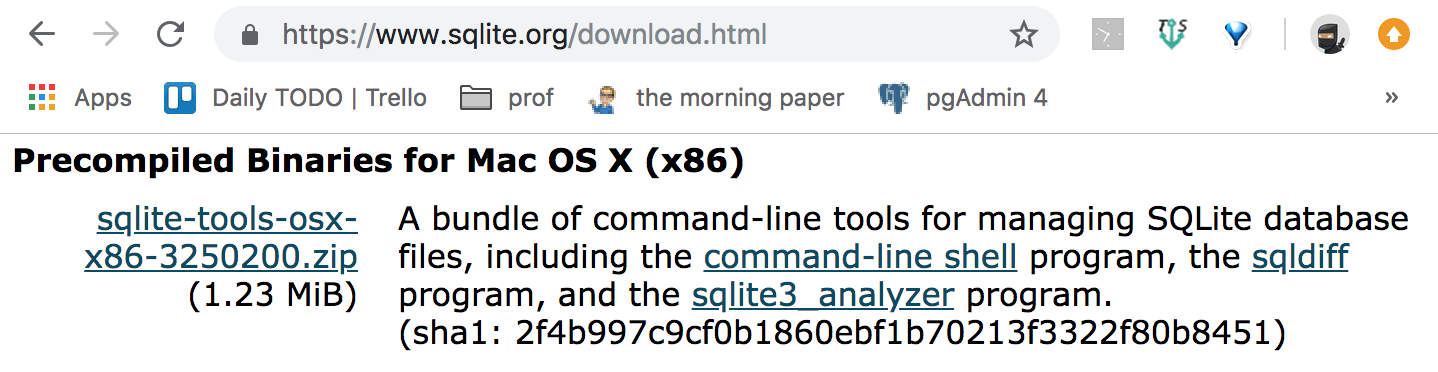 https://www.sqlite.org/download.html
Apps Daily TODO | Trello prof the morning paper pgAdmin 4 »
Precompiled Binaries for Mac OS X (x86)
sqlite-tools-osx-
x86-3250200.zip
(1.23 MiB)
A bundle of command-line tools for managing SQLite database
files, including the command-line shell program, the sqldiff
program, and the sqlite3_analyzer program.
(sha1: 2f4b997c9cf0b1860ebf1b70213f3322f80b8451)